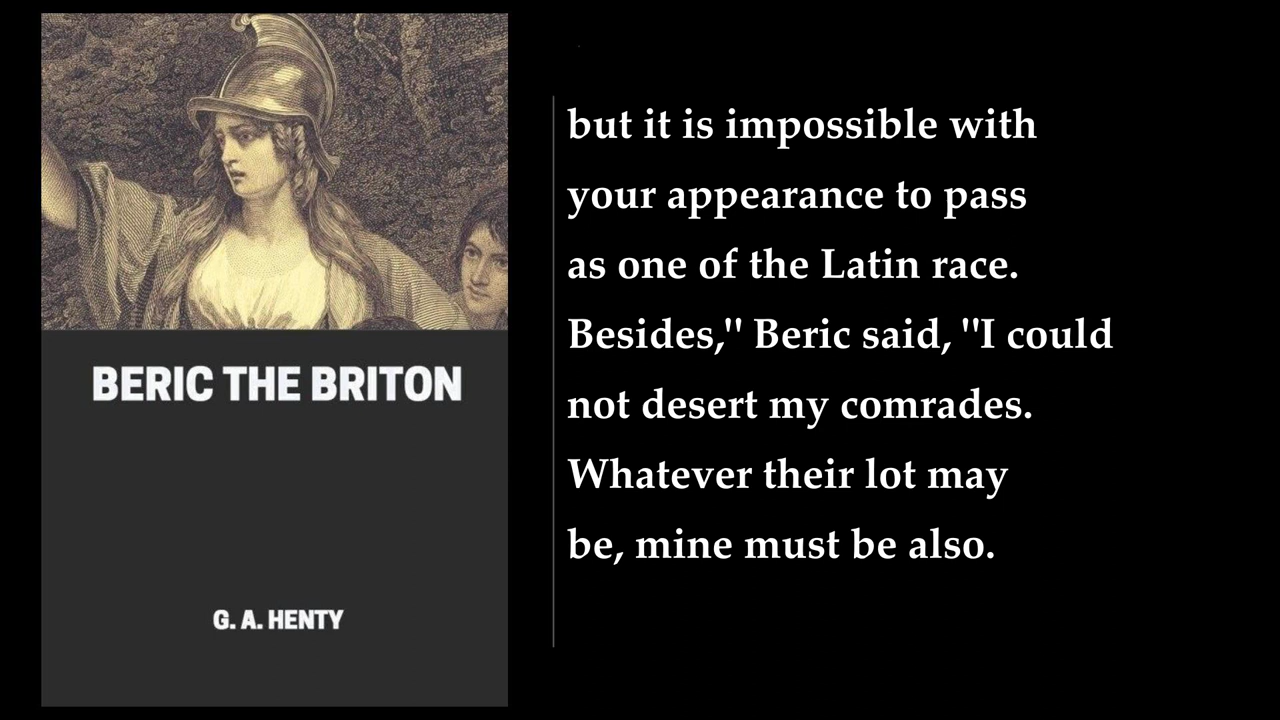 BERIC THE BRITON
G. A. HENTY
but it is impossible with
your appearance to pass
as one of the Latin race.
Besides," Beric said, "I could
not desert my comrades.
Whatever their lot may
be, mine must be also.